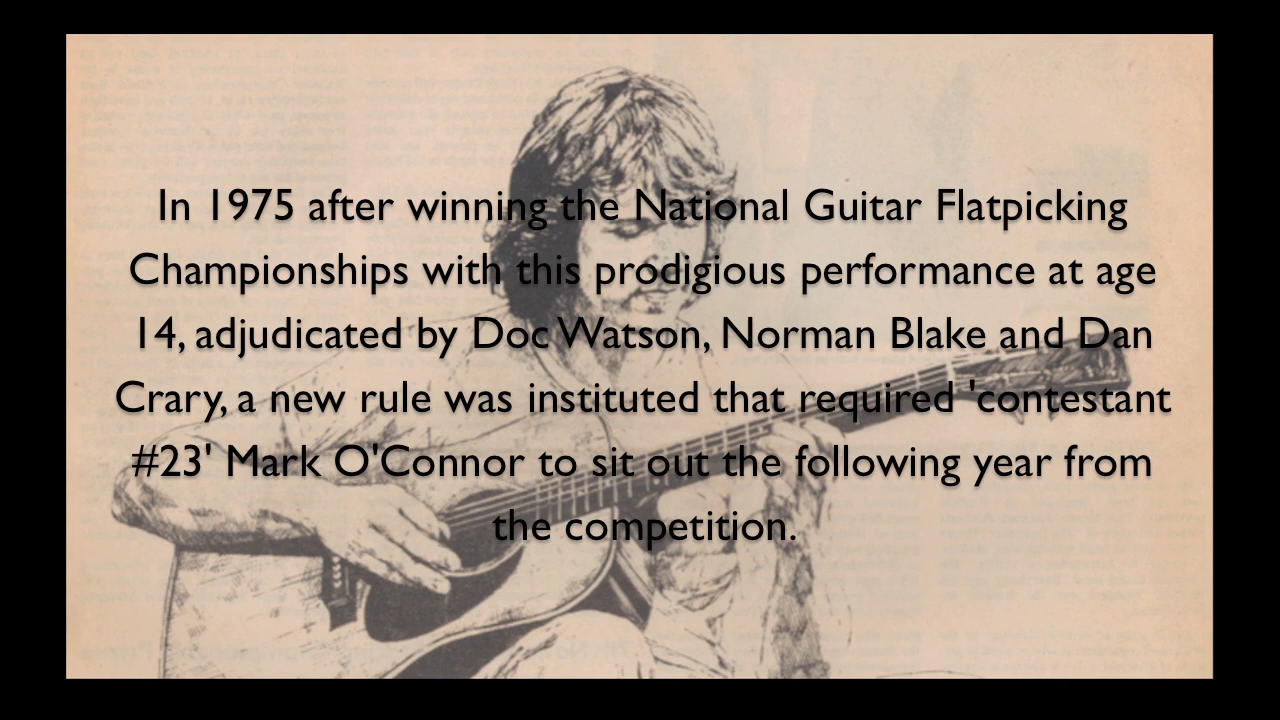 In 1975 after winning the National Guitar Flatpicking
Championships with this prodigious performance at age
14, adjudicated by Doc Watson, Norman Blake and Dan
Crary, a new rule was instituted that required 'contestant
#23' Mark O'Connor to sit out the following year from
the competition.